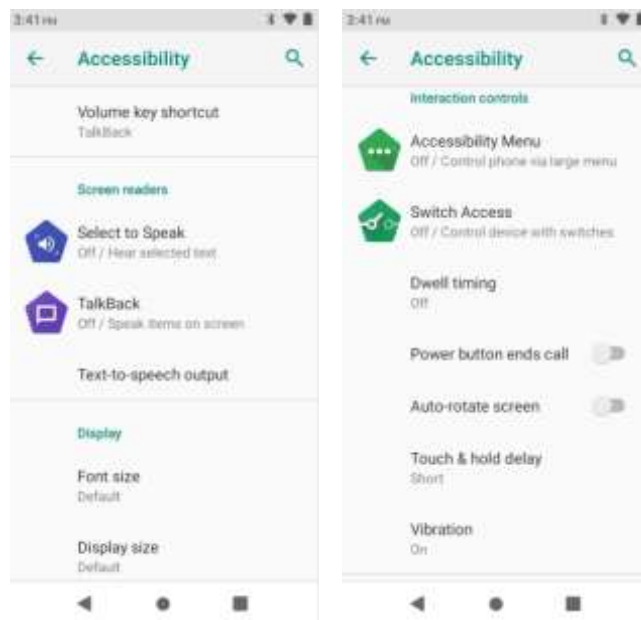 3:41 PM
Accessibility
Volume key shortcut
TalkBack
Screen readers
Select to Speak
Off / Hear selected text
TalkBack
Off / Speak items on screen
Text-to-speech output
Display
Font size
Default
Display size
Default
3:41 PM
Accessibility
Interaction controls
Accessibility Menu
Off / Control phone via large menu
Switch Access
Off / Control device with switches
Dwell timing
Off
Power button ends call
Auto-rotate screen
Touch & hold delay
Short
Vibration
On